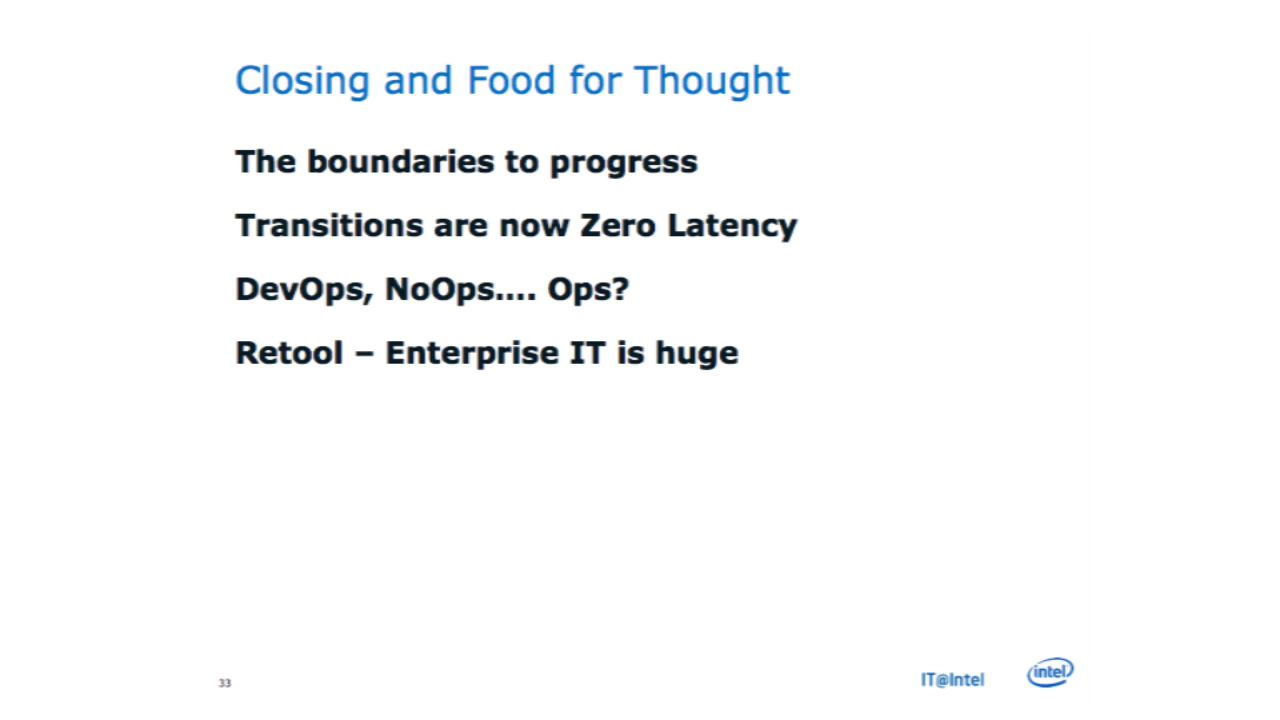 Closing and Food for Thought
The boundaries to progress
Transitions are now Zero Latency
DevOps, NoOps.... Ops?
Retool – Enterprise IT is huge
33
IT@Intel
intel